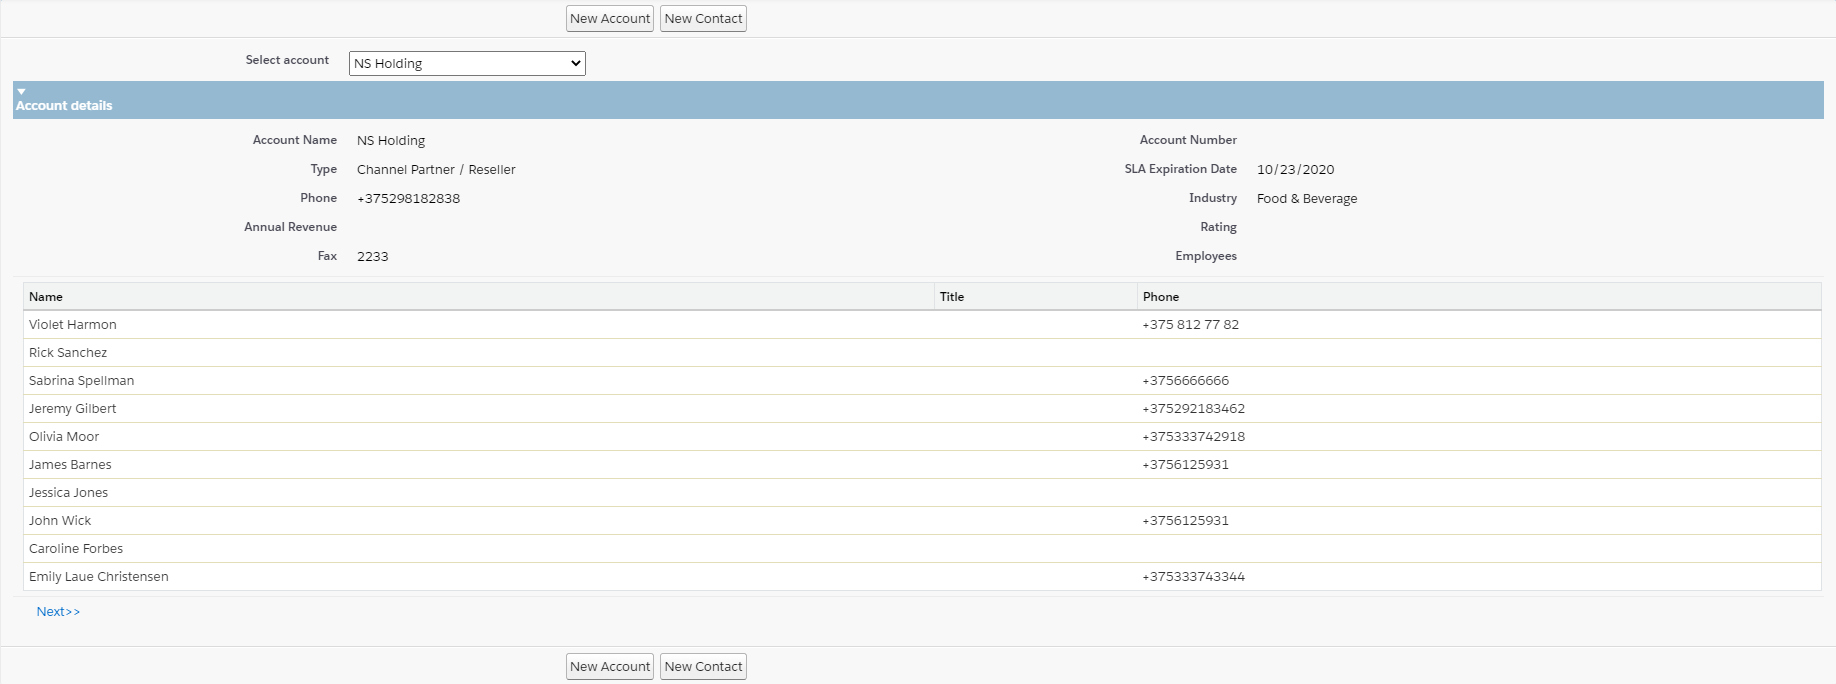 New Account New Contact
Select account NS Holding
Account details
Account Name NS Holding Account Number
Type Channel Partner / Reseller SLA Expiration Date 10/23/2020
Phone +375298182838 Industry Food & Beverage
Annual Revenue Rating
Fax 2233 Employees
Name Title Phone
Violet Harmon +375 812 77 82
Rick Sanchez
Sabrina Spellman +3756666666
Jeremy Gilbert +375292183462
Olivia Moor +375333742918
James Barnes +3756125931
Jessica Jones
John Wick +3756125931
Caroline Forbes
Emily Laue Christensen +375333743344
Next>>
New Account New Contact